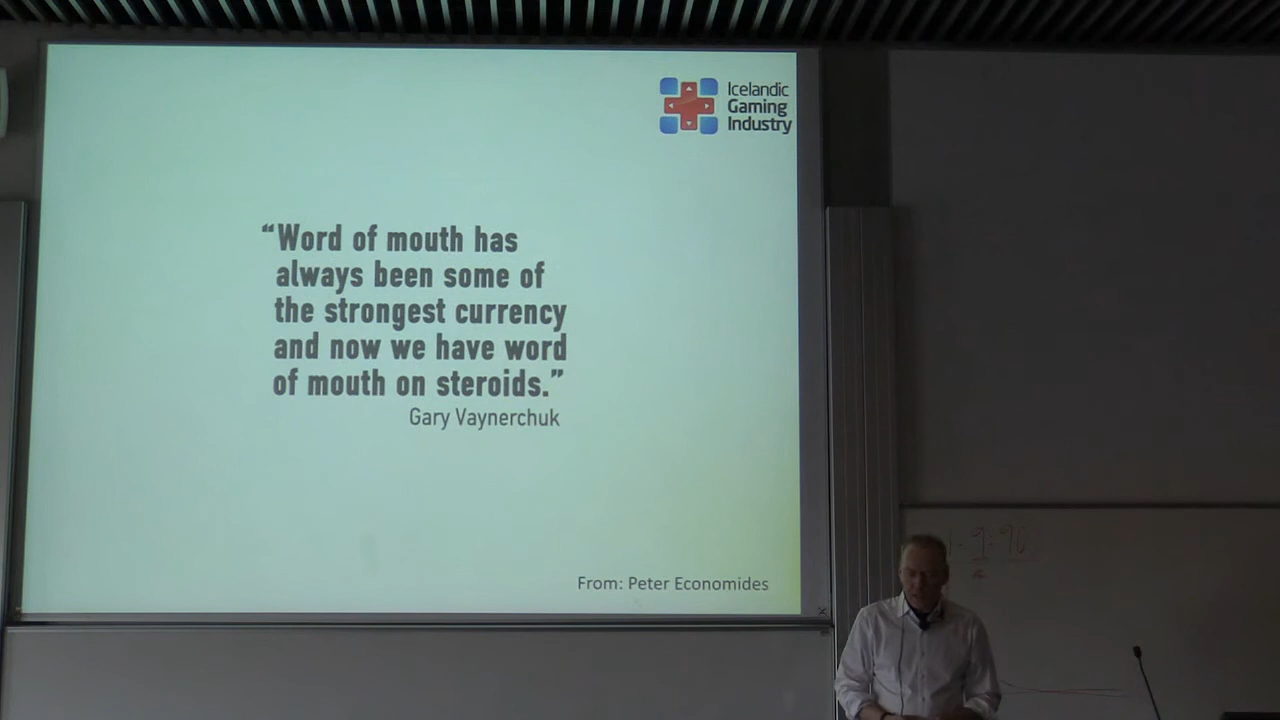 Icelandic
Gaming
Industry
“Word of mouth has
always been some of
the strongest currency
and now we have word
of mouth on steroids.”
Gary Vaynerchuk
From: Peter Economides